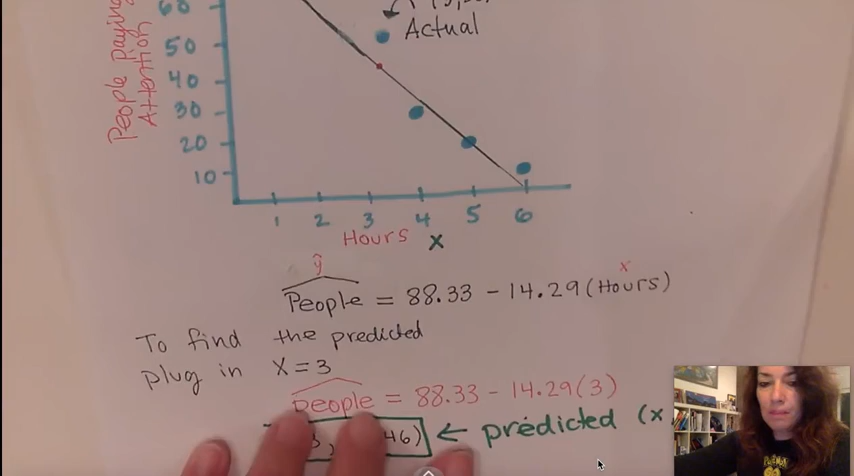 60
People paying
Attention
Actual
50
40
30
20
10
1 2 3 4 5 6
Hours x
ŷ
x
People = 88.33 - 14.29 (Hours)
To find the predicted
plug in X = 3
People = 88.33 - 14.29 (3)
46) ← predicted (x,